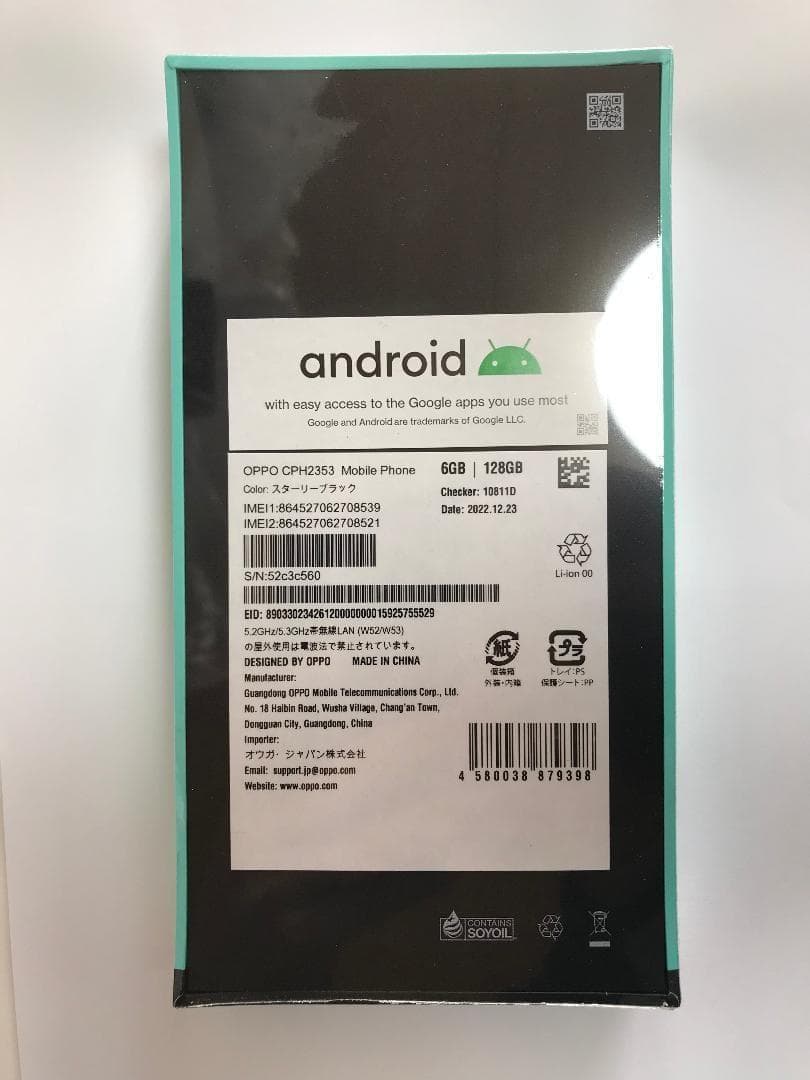 android
with easy access to the Google apps you use most
Google and Android are trademarks of Google LLC.
OPPO CPH2353 Mobile Phone
6GB | 128GB
Color: スターリーブラック
Checker: 10811D
IMEI1:864527062708539
Date: 2022.12.23
IMEI2:864527062708521
Li-ion 00
S/N:52c3c560
EID: 89033023426120000000015925755529
5.2GHz/5.3GHz帯無線LAN (W52/W53)
の屋外使用は電波法で禁止されています。
DESIGNED BY OPPO MADE IN CHINA
紙
個装箱
外装・内箱
プラ
トレイ:PS
保護シート:PP
Manufacturer:
Guangdong OPPO Mobile Telecommunications Corp., Ltd.
No. 18 Haibin Road, Wusha Village, Chang'an Town,
Dongguan City, Guangdong, China
Importer:
オウガ・ジャパン株式会社
Email: support.jp@oppo.com
Website: www.oppo.com
4 580038 879398
CONTAINS
SOYOIL